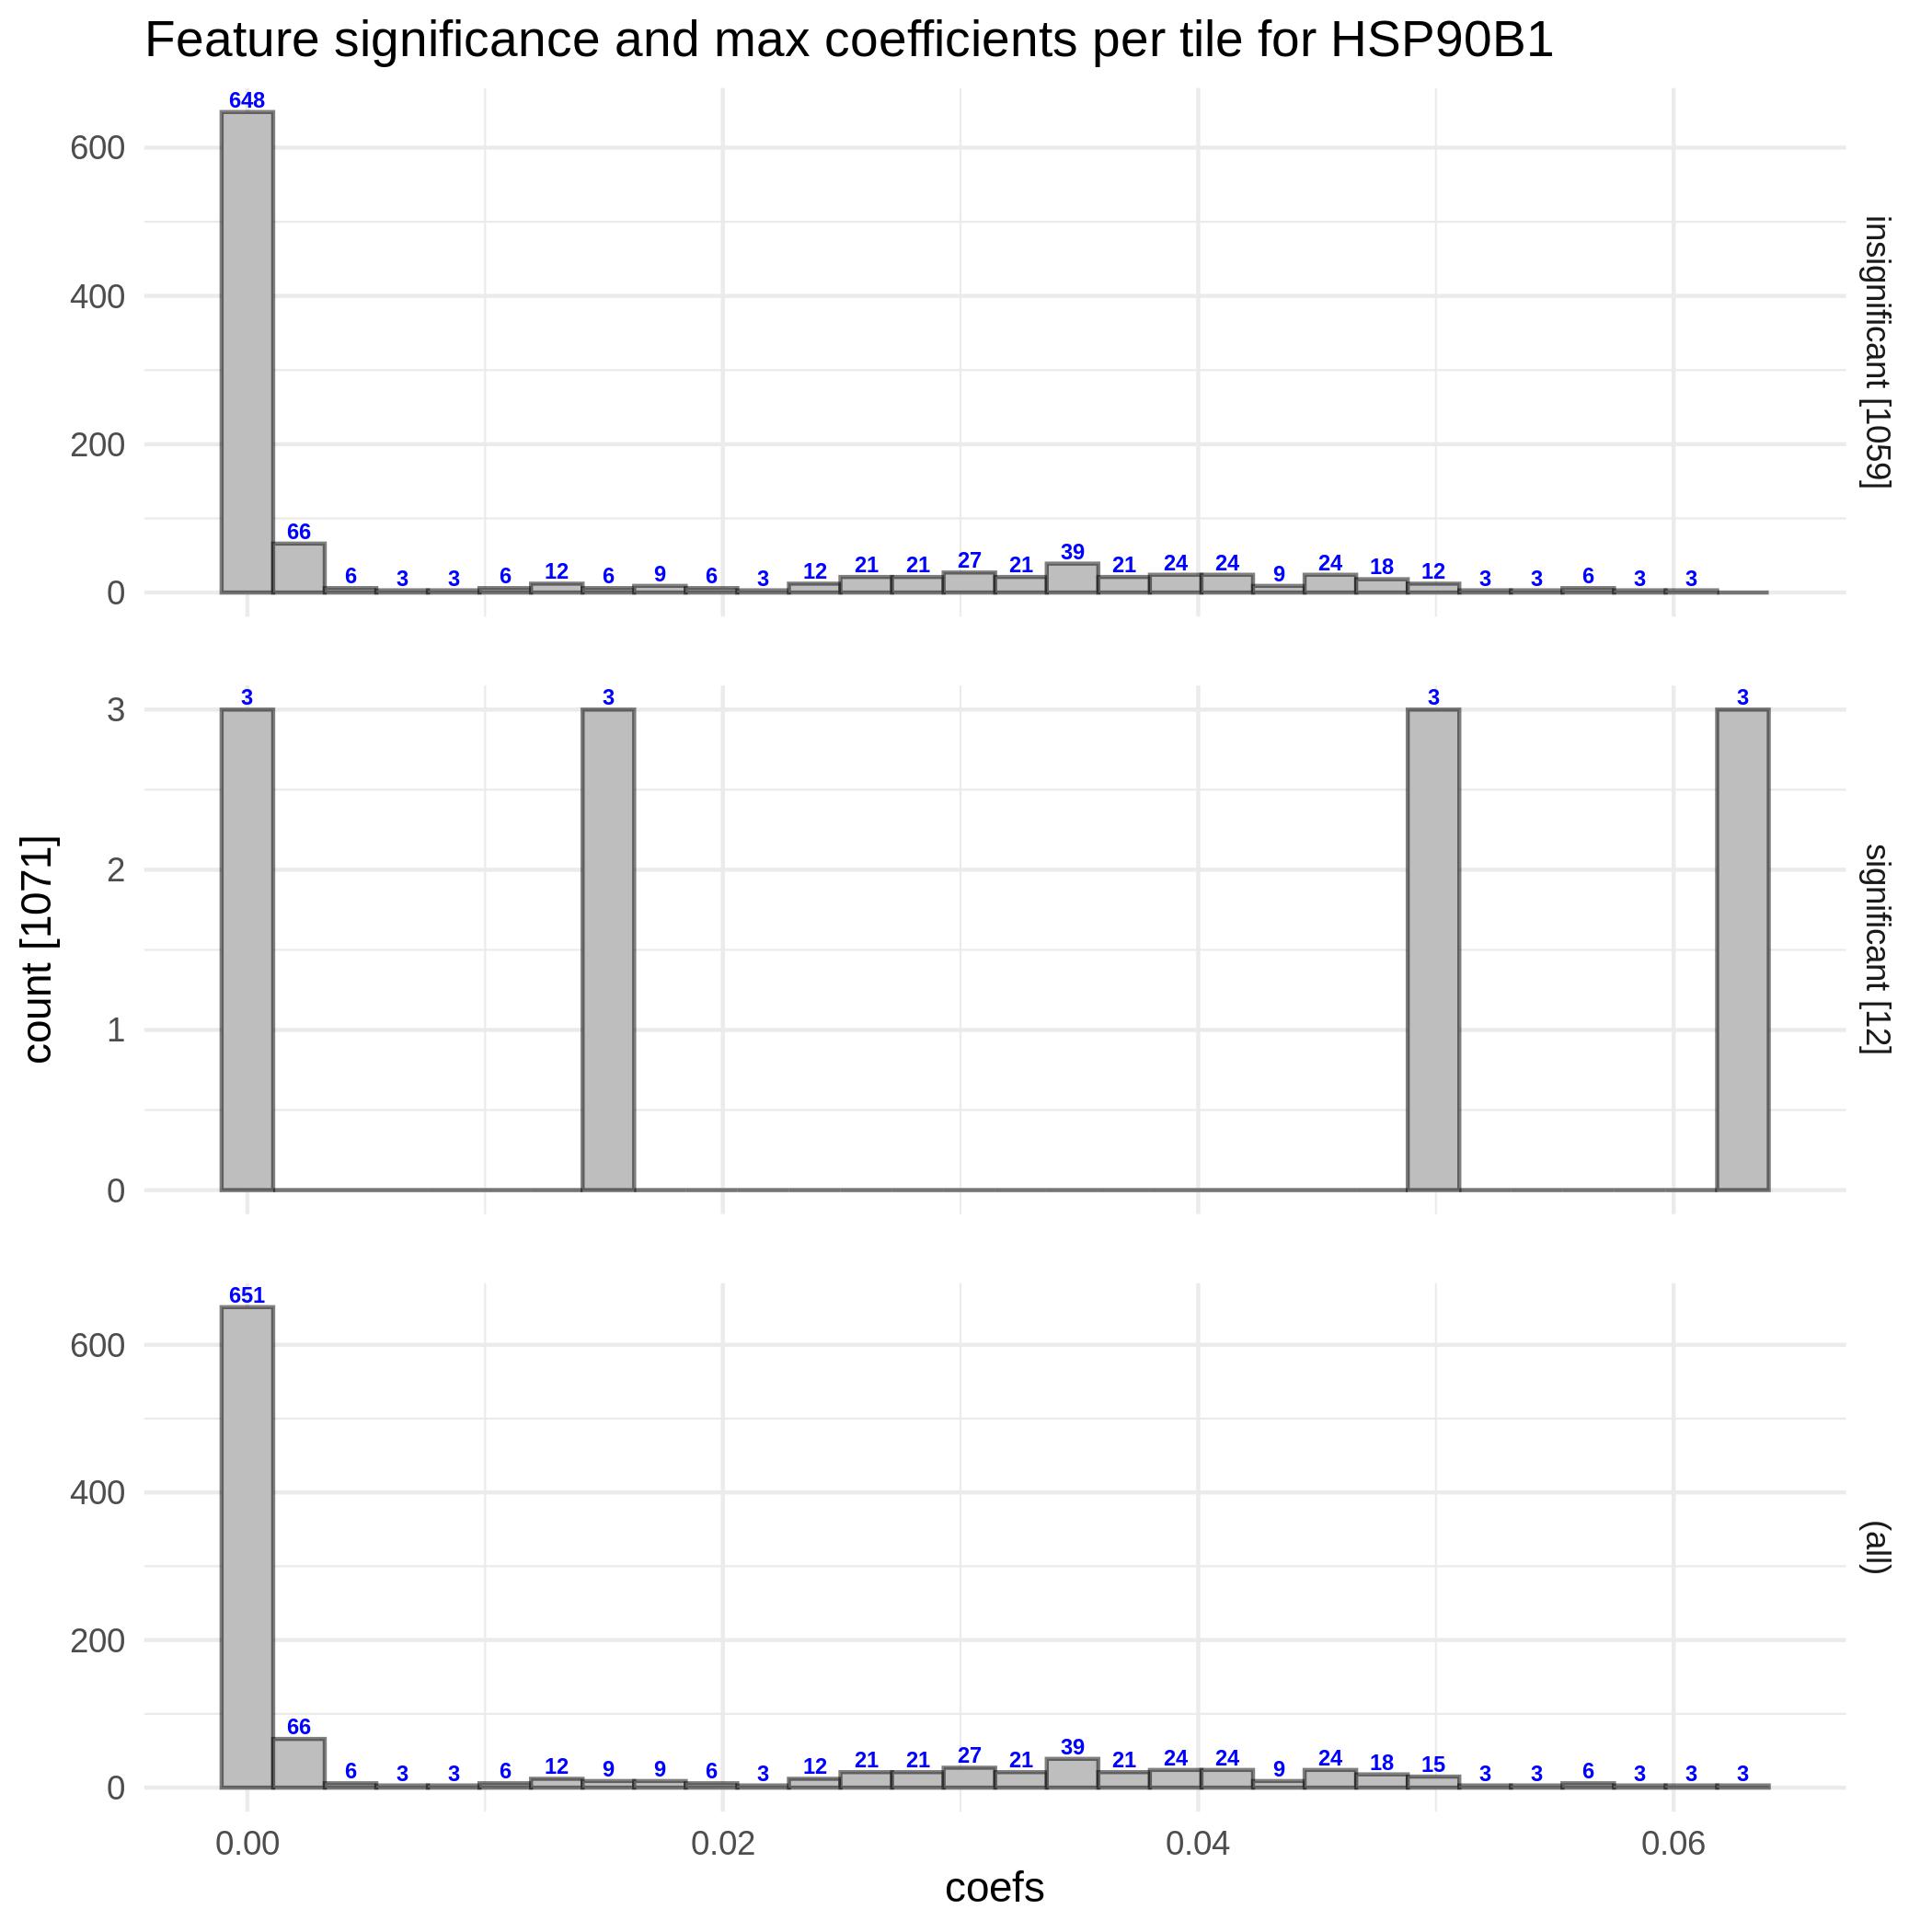 Feature significance and max coefficients per tile for HSP90B1
count [1071]
600
400
200
0
648
66
6 3 3 6 12 6 9 6 3 12 21 21 27 21 39 21 24 24 9 24 18 12 3 3 6 3 3
insignificant [1059]
3
2
1
0
3 3 3 3
significant [12]
600
400
200
0
651
66
6 3 3 6 12 9 9 6 3 12 21 21 27 21 39 21 24 24 9 24 18 15 3 3 6 3 3 3
(all)
0.00 0.02 0.04 0.06
coefs